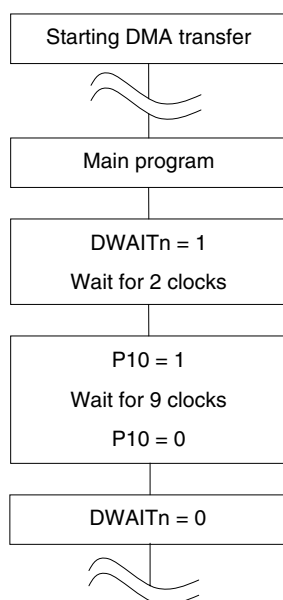 Starting DMA transfer
Main program
DWAITn = 1
Wait for 2 clocks
P10 = 1
Wait for 9 clocks
P10 = 0
DWAITn = 0